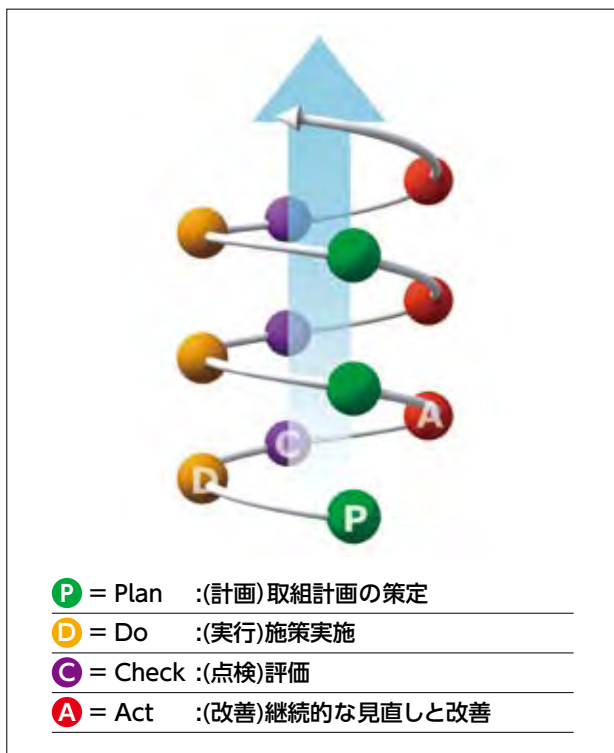 A
C
D
P
P = Plan :(計画)取組計画の策定
D = Do :(実行)施策実施
C = Check :(点検)評価
A = Act :(改善)継続的な見直しと改善